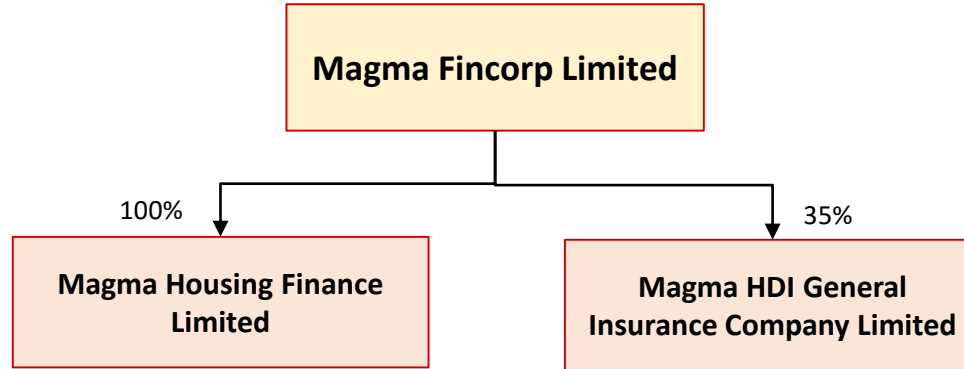 Magma Fincorp Limited
100%
35%
Magma Housing Finance
Limited
Magma HDI General
Insurance Company Limited